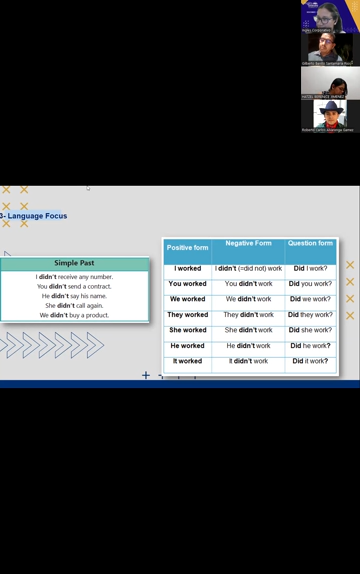 3- Language Focus
Simple Past
I didn't receive any number.
You didn't send a contract.
He didn't say his name.
She didn't call again.
We didn't buy a product.
Positive form Negative Form Question form
I worked I didn't (=did not) work Did I work?
You worked You didn't work Did you work?
We worked We didn't work Did we work?
They worked They didn't work Did they work?
She worked She didn't work Did she work?
He worked He didn't work Did he work?
It worked It didn't work Did it work?